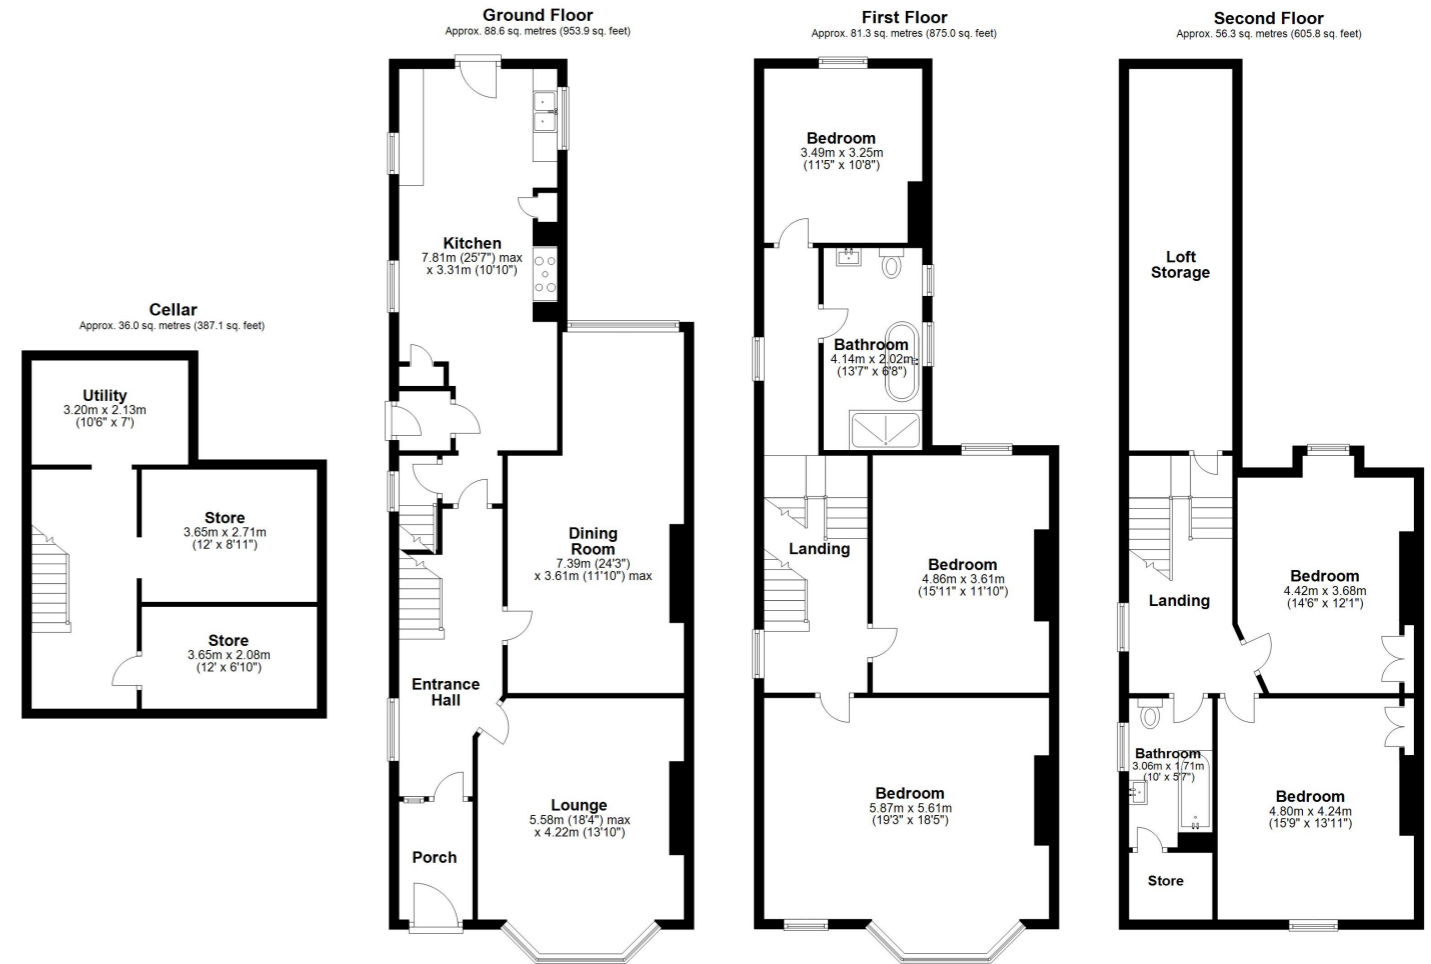 Cellar
Approx. 36.0 sq. metres (387.1 sq. feet)
Utility
3.20m x 2.13m
(10'6" x 7')
Store
3.65m x 2.71m
(12' x 8'11")
Store
3.65m x 2.08m
(12' x 6'10")
Ground Floor
Approx. 88.6 sq. metres (953.9 sq. feet)
Kitchen
7.81m (25'7") max
x 3.31m (10'10")
Dining
Room
7.39m (24'3")
x 3.61m (11'10") max
Entrance
Hall
Lounge
5.58m (18'4") max
x 4.22m (13'10")
Porch
First Floor
Approx. 81.3 sq. metres (875.0 sq. feet)
Bedroom
3.49m x 3.25m
(11'5" x 10'8")
Bathroom
4.14m x 2.02m
(13'7" x 6'8")
Landing
Bedroom
4.86m x 3.61m
(15'11" x 11'10")
Bedroom
5.87m x 5.61m
(19'3" x 18'5")
Second Floor
Approx. 56.3 sq. metres (605.8 sq. feet)
Loft
Storage
Landing
Bedroom
4.42m x 3.68m
(14'6" x 12'1")
Bathroom
3.06m x 1.71m
(10' x 5'7")
Bedroom
4.80m x 4.24m
(15'9" x 13'11")
Store